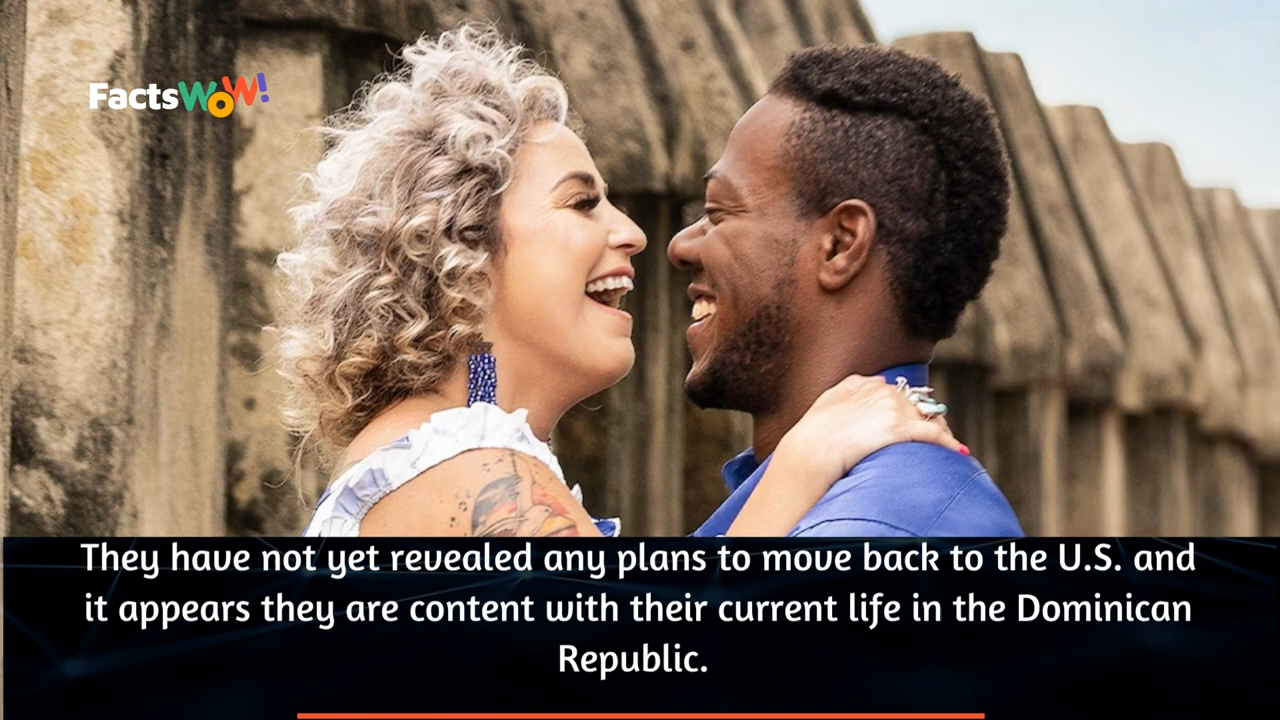 FactsWOW!
They have not yet revealed any plans to move back to the U.S. and
it appears they are content with their current life in the Dominican
Republic.